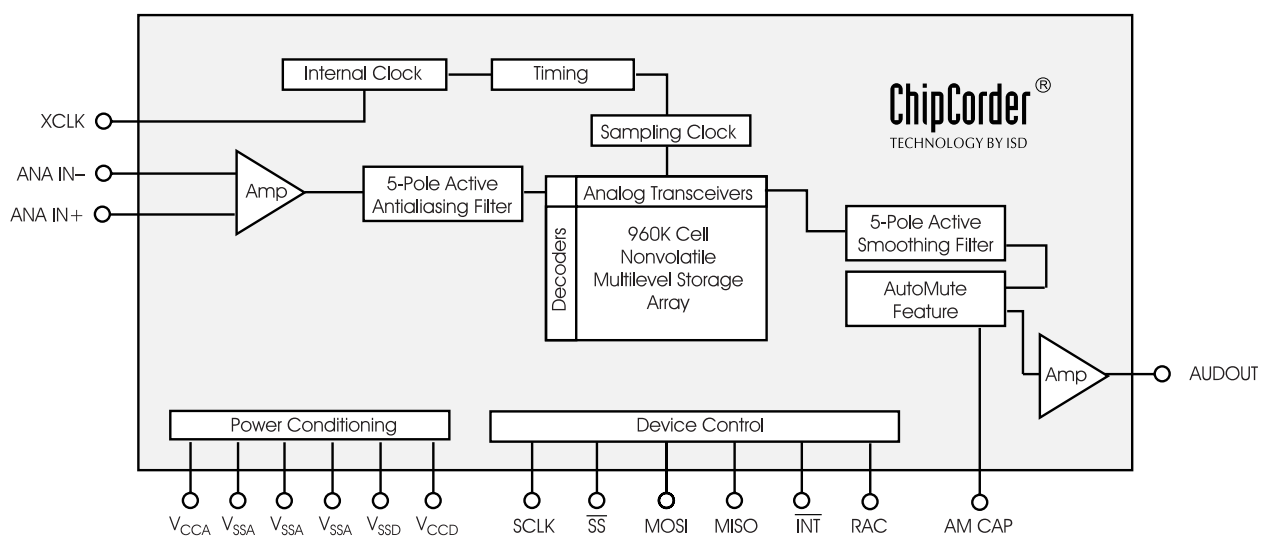 Internal Clock
Timing
ChipCorder®
XCLK
Sampling Clock
TECHNOLOGY BY ISD
ANA IN–
Amp
5-Pole Active
Antialiasing Filter
Analog Transceivers
ANA IN+
Decoders
960K Cell
Nonvolatile
Multilevel Storage
Array
5-Pole Active
Smoothing Filter
AutoMute
Feature
Amp
AUDOUT
Power Conditioning
Device Control
VCCA
VSSA
VSSA
VSSA
VSSD
VCCD
SCLK
S̅S̅
MOSI
MISO
I̅N̅T̅
RAC
AM CAP